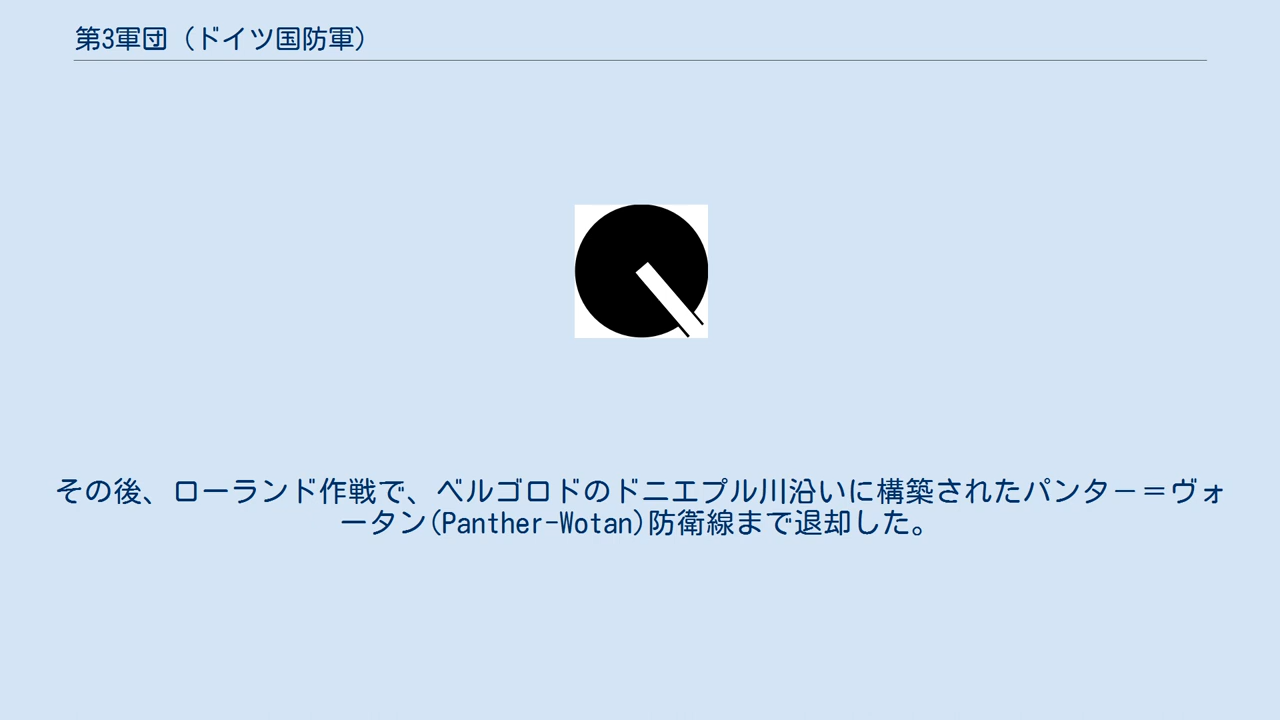 第3軍団（ドイツ国防軍）
その後、ローランド作戦で、ベルゴロドのドニエプル川沿いに構築されたパンター＝ヴォ
ータン(Panther-Wotan)防衛線まで退却した。